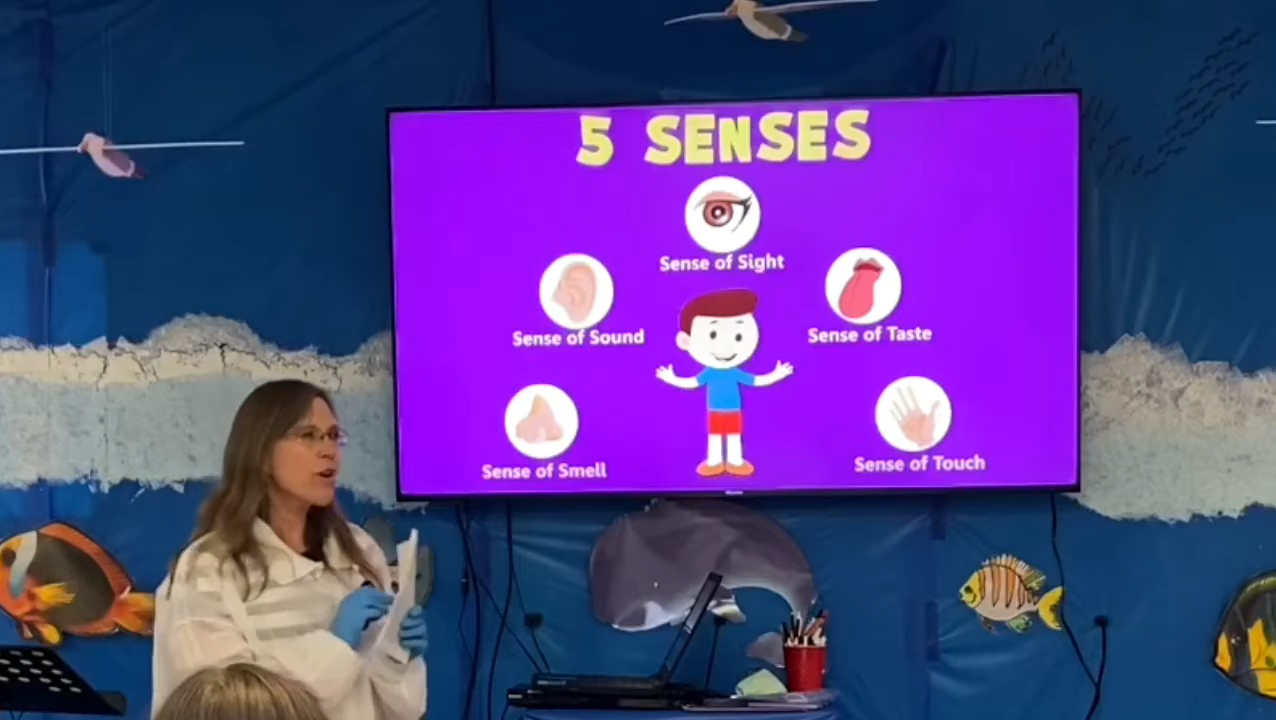 5 SENSES
Sense of Sight
Sense of Sound
Sense of Taste
Sense of Smell
Sense of Touch